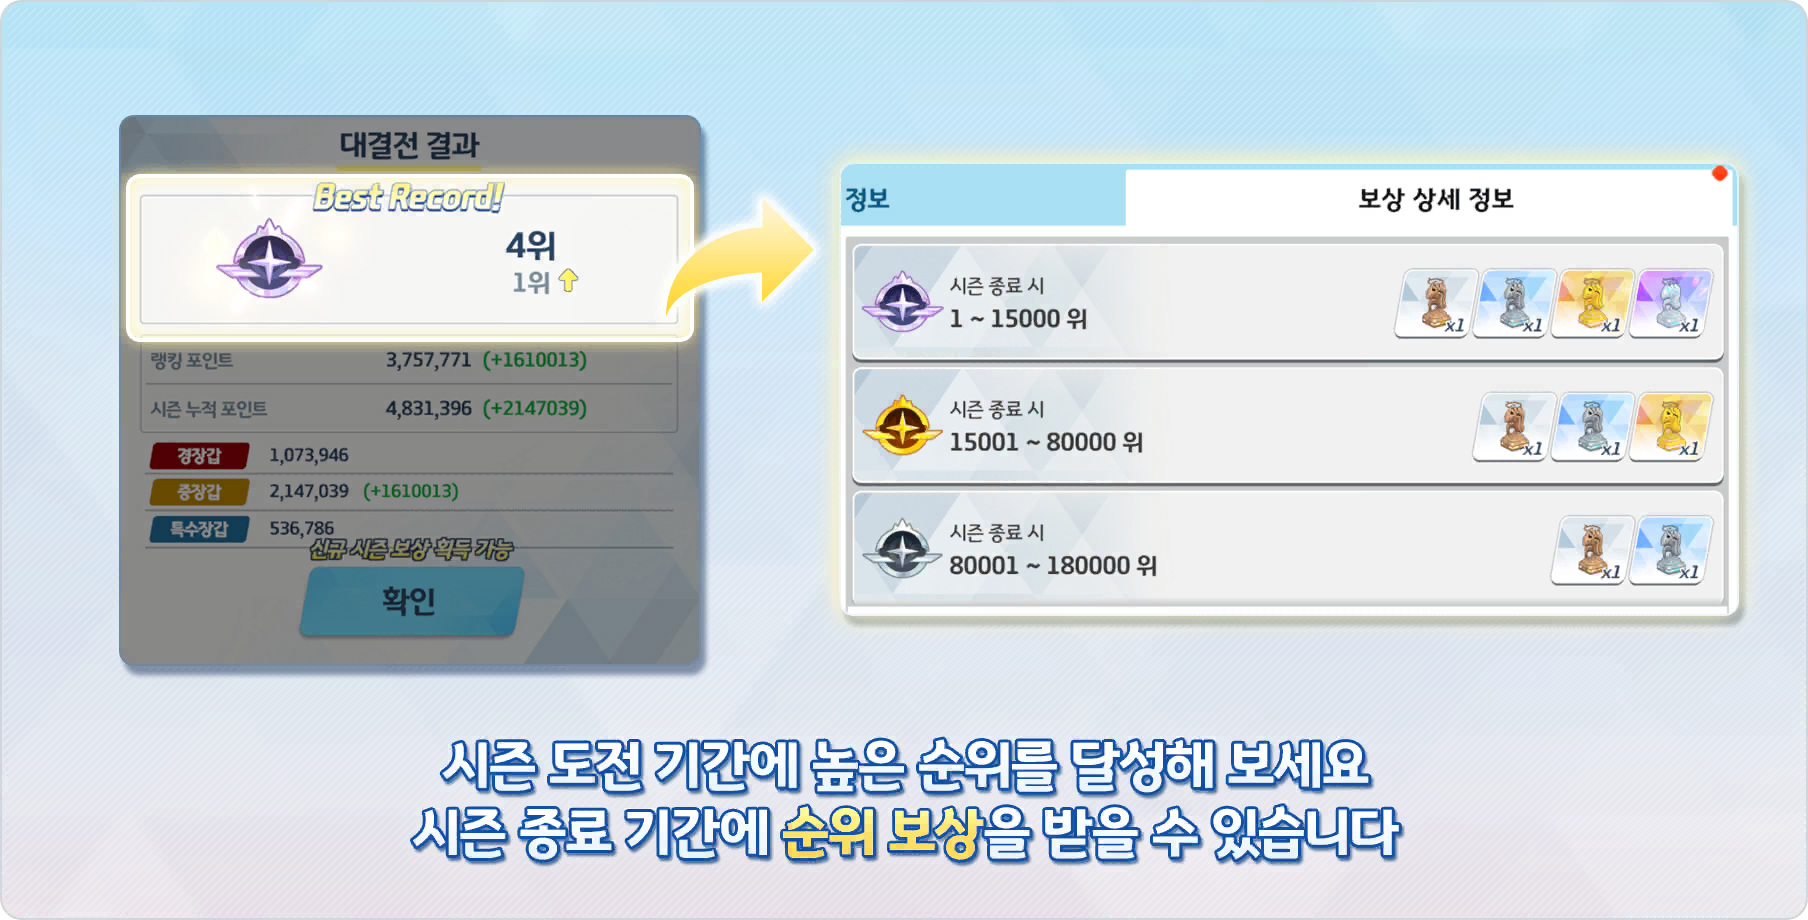 대결전 결과
Best Record!
4위
1위
랭킹 포인트 3,757,771 (+1610013)
시즌 누적 포인트 4,831,396 (+2147039)
경장갑 1,073,946
중장갑 2,147,039 (+1610013)
특수장갑 536,786
신규 시즌 보상 획득 가능
확인
정보
보상 상세 정보
시즌 종료 시
1 ~ 15000 위
x1 x1 x1 x1
시즌 종료 시
15001 ~ 80000 위
x1 x1 x1
시즌 종료 시
80001 ~ 180000 위
x1 x1
시즌 도전 기간에 높은 순위를 달성해 보세요
시즌 종료 기간에 순위 보상을 받을 수 있습니다